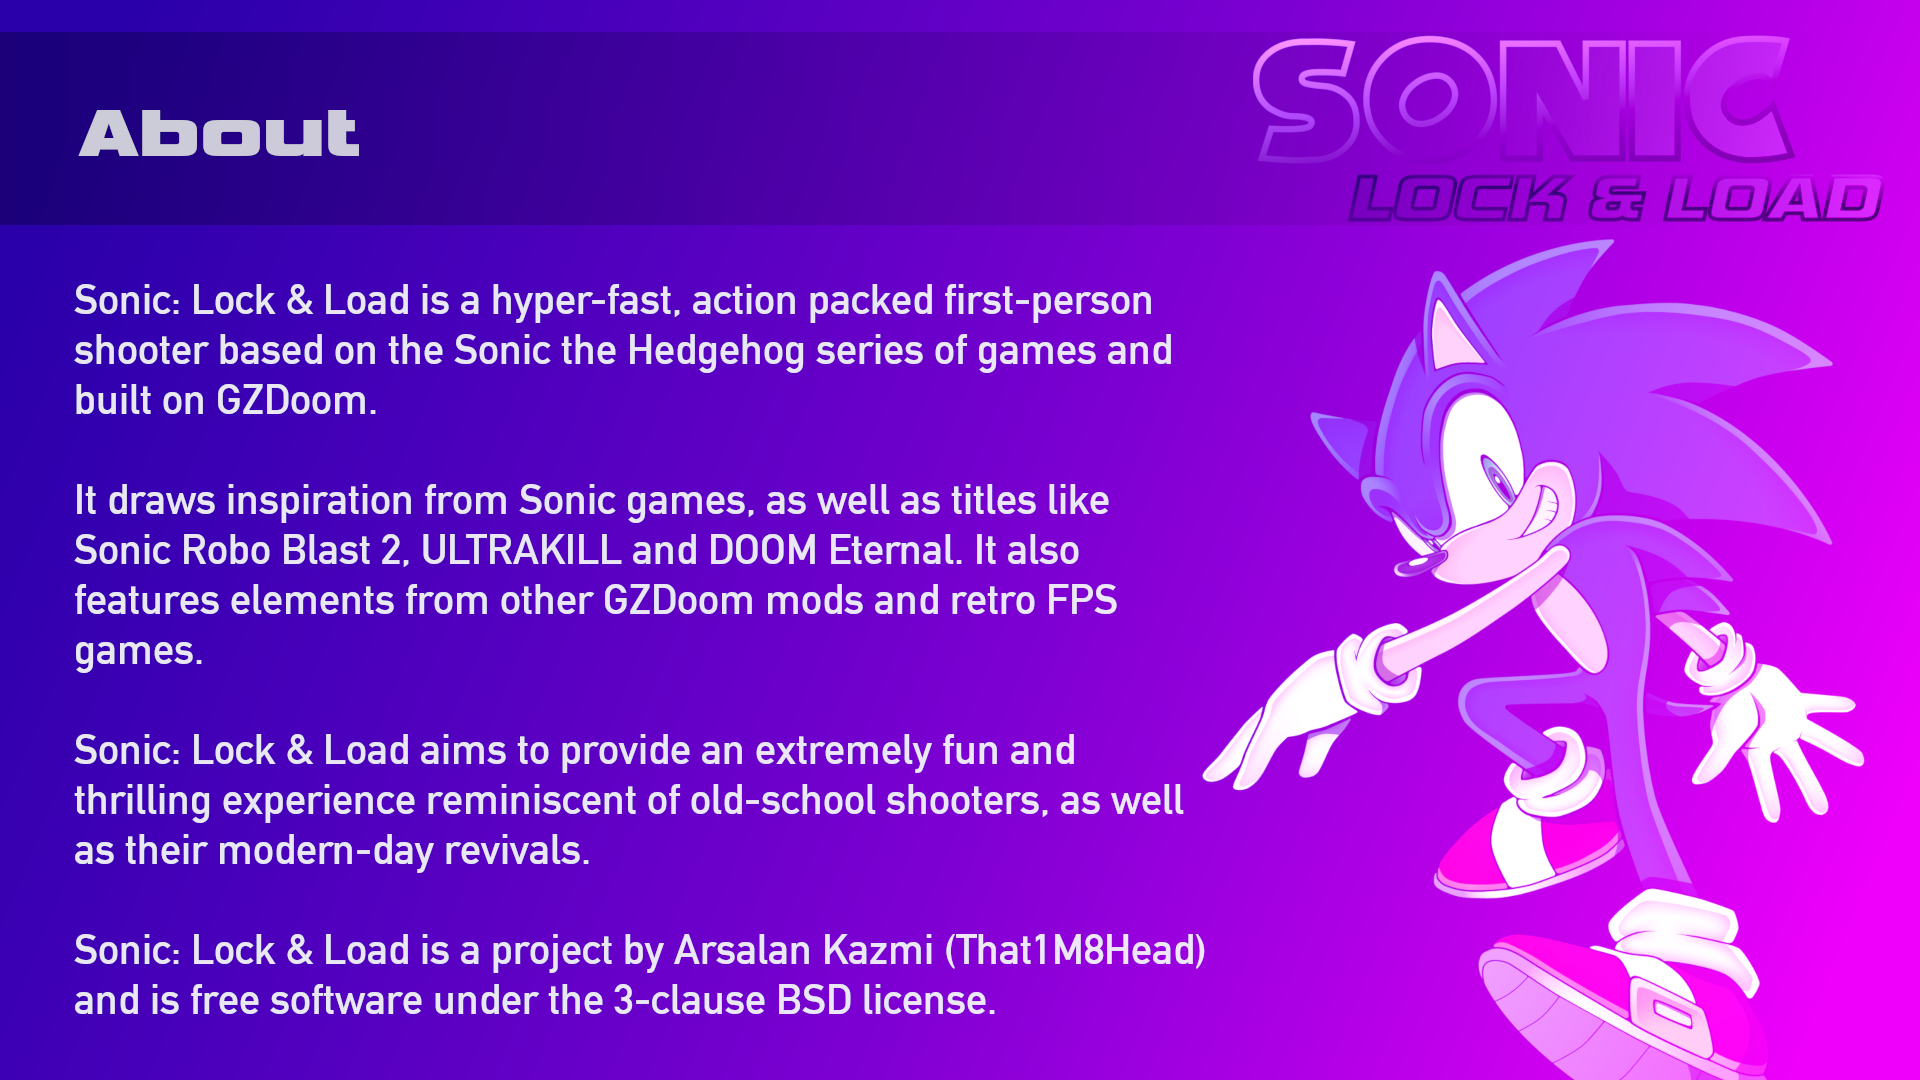 SONIC
LOCK & LOAD
About
Sonic: Lock & Load is a hyper-fast, action packed first-person
shooter based on the Sonic the Hedgehog series of games and
built on GZDoom.
It draws inspiration from Sonic games, as well as titles like
Sonic Robo Blast 2, ULTRAKILL and DOOM Eternal. It also
features elements from other GZDoom mods and retro FPS
games.
Sonic: Lock & Load aims to provide an extremely fun and
thrilling experience reminiscent of old-school shooters, as well
as their modern-day revivals.
Sonic: Lock & Load is a project by Arsalan Kazmi (That1M8Head)
and is free software under the 3-clause BSD license.